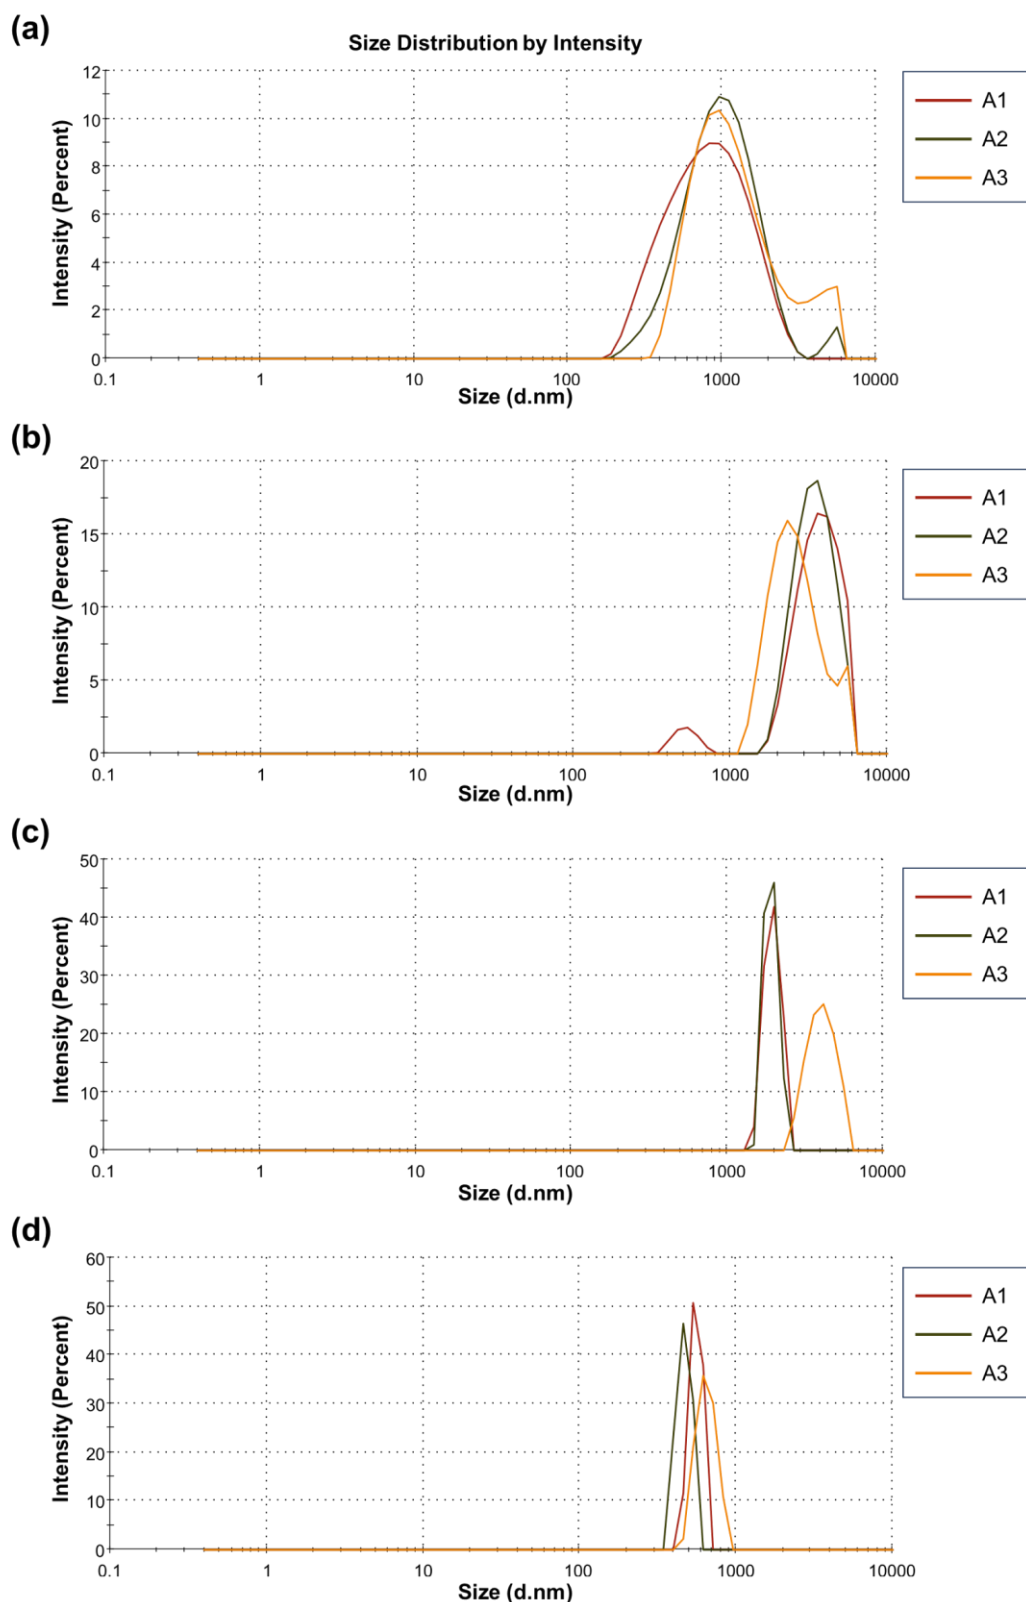 (a)
Size Distribution by Intensity
Intensity (Percent)
12
10
8
6
4
2
0
0.1 1 10 100 1000 10000
Size (d.nm)
A1
A2
A3
(b)
Intensity (Percent)
20
15
10
5
0
0.1 1 10 100 1000 10000
Size (d.nm)
A1
A2
A3
(c)
Intensity (Percent)
50
40
30
20
10
0
0.1 1 10 100 1000 10000
Size (d.nm)
A1
A2
A3
(d)
Intensity (Percent)
60
50
40
30
20
10
0
0.1 1 10 100 1000 10000
Size (d.nm)
A1
A2
A3